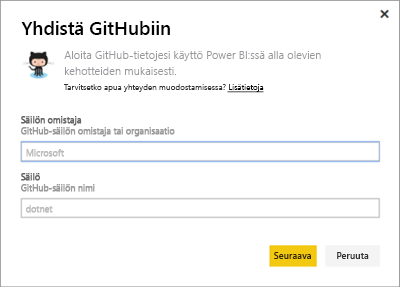 Yhdistä GitHubiin
Aloita GitHub-tietojesi käyttö Power BI:ssä alla olevien
kehotteiden mukaisesti.
Tarvitsetko apua yhteyden muodostamisessa? Lisätietoja
Säilön omistaja
GitHub-säilön omistaja tai organisaatio
Microsoft
Säilö
GitHub-säilön nimi
dotnet
Seuraava Peruuta